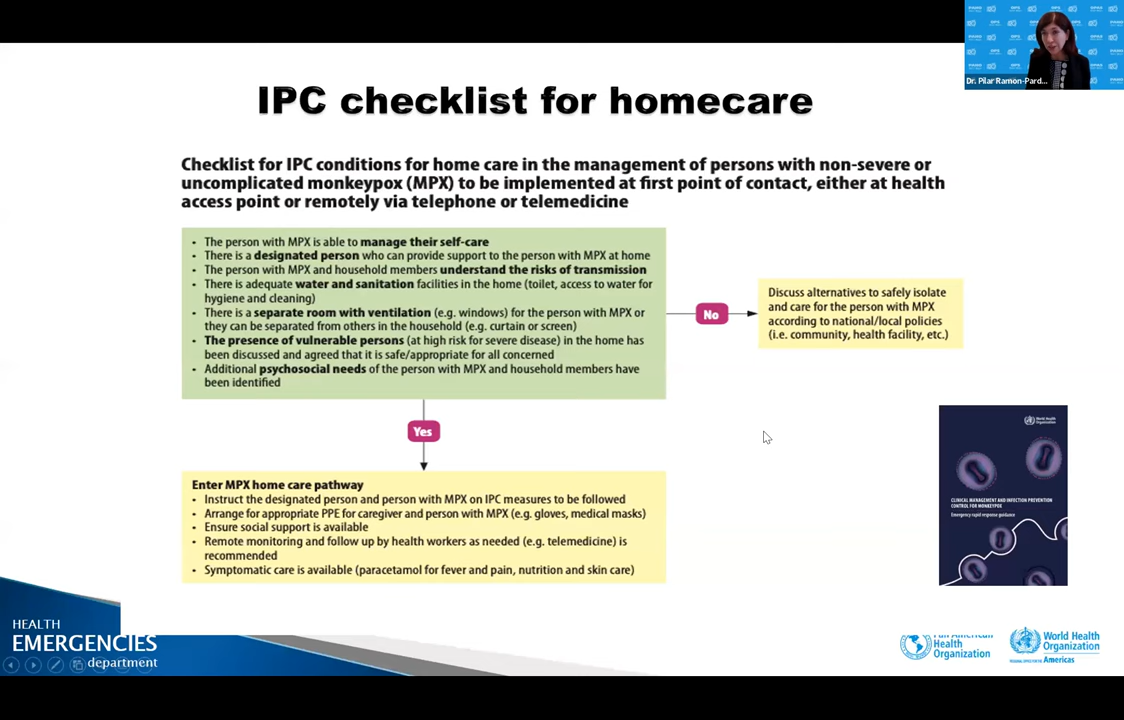 Dr. Pilar Ramon-Pard...
IPC checklist for homecare
Checklist for IPC conditions for home care in the management of persons with non-severe or
uncomplicated monkeypox (MPX) to be implemented at first point of contact, either at health
access point or remotely via telephone or telemedicine
• The person with MPX is able to manage their self-care
• There is a designated person who can provide support to the person with MPX at home
• The person with MPX and household members understand the risks of transmission
• There is adequate water and sanitation facilities in the home (toilet, access to water for
hygiene and cleaning)
• There is a separate room with ventilation (e.g. windows) for the person with MPX or
they can be separated from others in the household (e.g. curtain or screen)
• The presence of vulnerable persons (at high risk for severe disease) in the home has
been discussed and agreed that it is safe/appropriate for all concerned
• Additional psychosocial needs of the person with MPX and household members have
been identified
No
Discuss alternatives to safely isolate
and care for the person with MPX
according to national/local policies
(i.e. community, health facility, etc.)
Yes
Enter MPX home care pathway
• Instruct the designated person and person with MPX on IPC measures to be followed
• Arrange for appropriate PPE for caregiver and person with MPX (e.g. gloves, medical masks)
• Ensure social support is available
• Remote monitoring and follow up by health workers as needed (e.g. telemedicine) is
recommended
• Symptomatic care is available (paracetamol for fever and pain, nutrition and skin care)
World Health
Organization
CLINICAL MANAGEMENT AND INFECTION PREVENTION
CONTROL FOR MONKEYPOX
Emergency rapid response guidance
HEALTH
EMERGENCIES
department
Pan American
Health
Organization
World Health
Organization
REGIONAL OFFICE FOR THE Americas